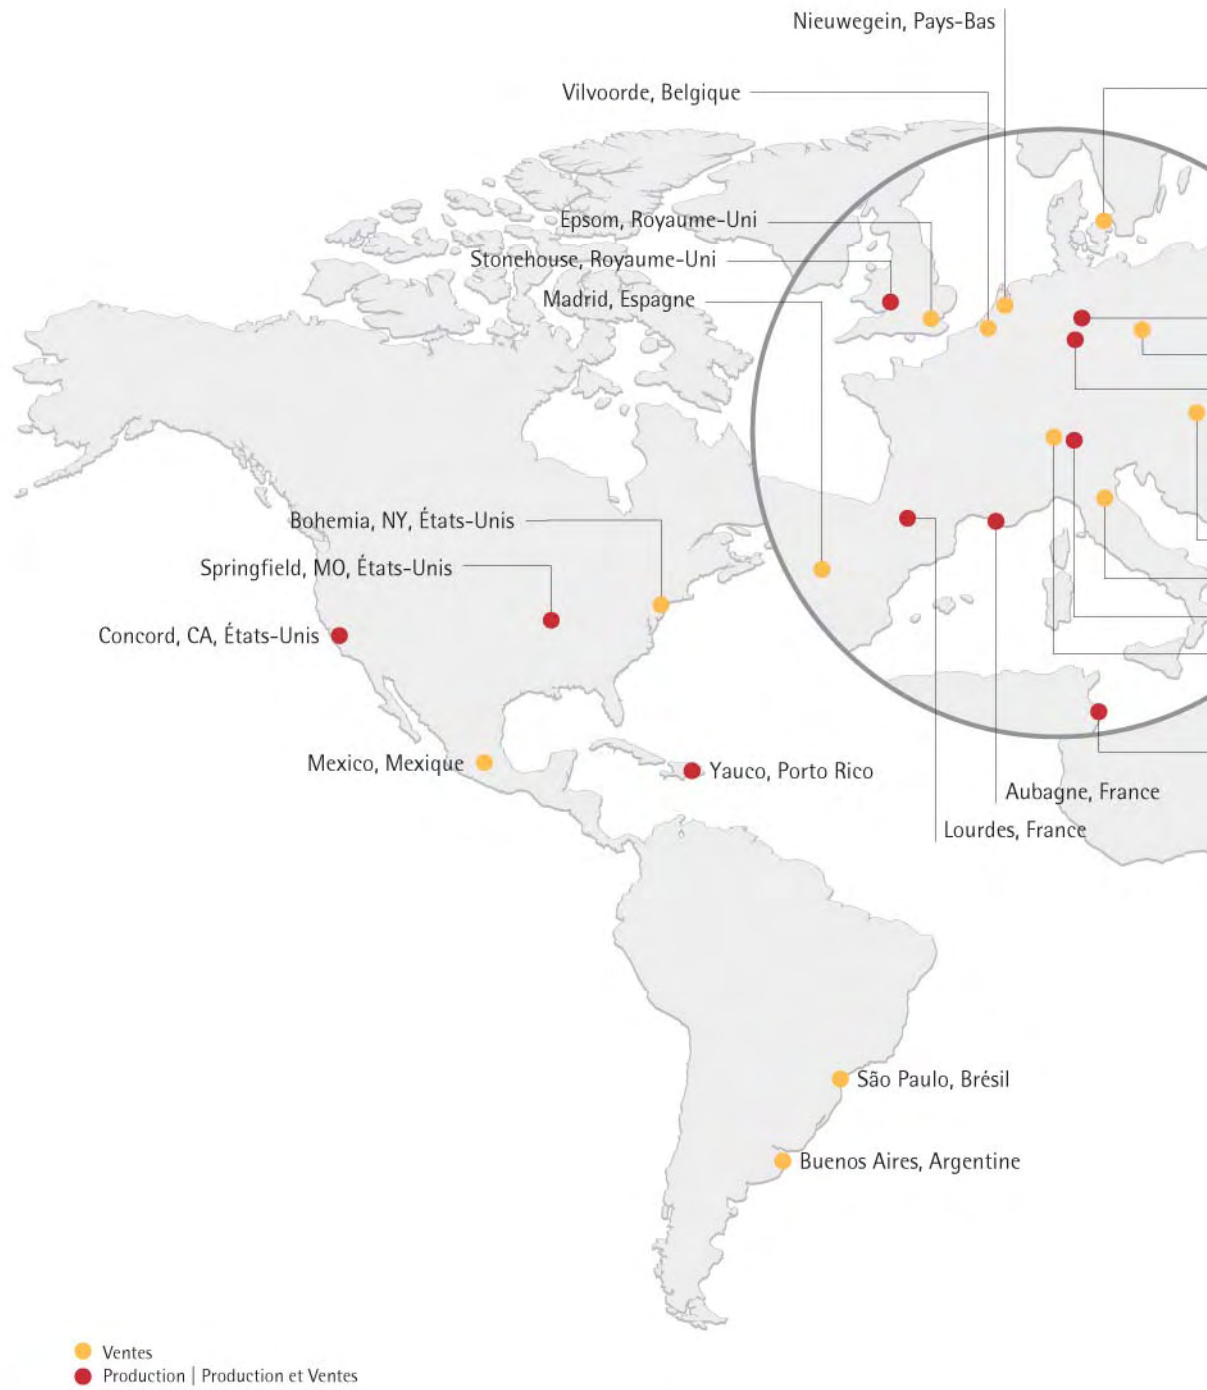 Nieuwegein, Pays-Bas
Vilvoorde, Belgique
Epsom, Royaume-Uni
Stonehouse, Royaume-Uni
Madrid, Espagne
Bohemia, NY, États-Unis
Springfield, MO, États-Unis
Concord, CA, États-Unis
Mexico, Mexique
Yauco, Porto Rico
Aubagne, France
Lourdes, France
São Paulo, Brésil
Buenos Aires, Argentine
Ventes
Production | Production et Ventes